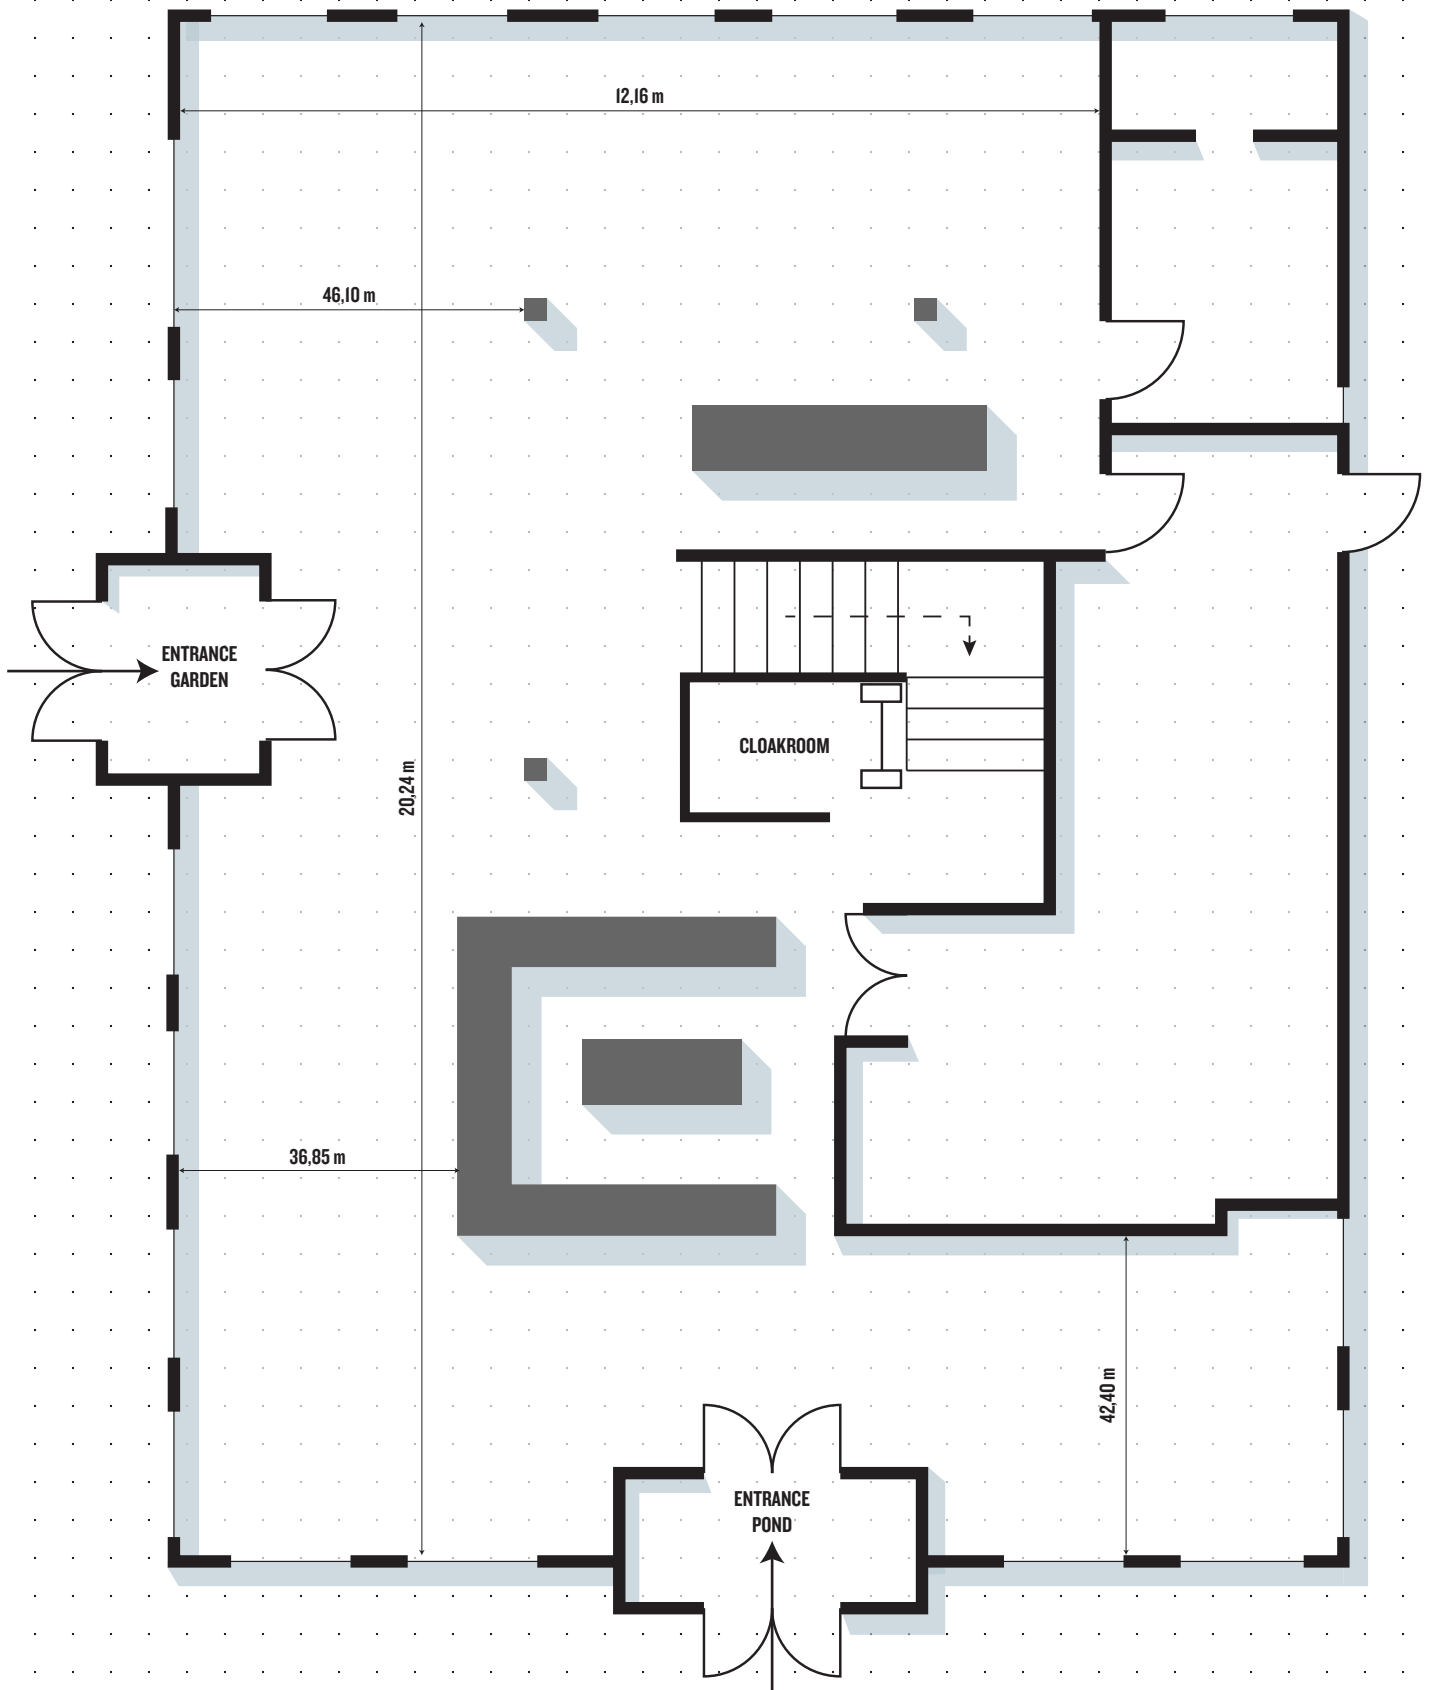 12,16 m
46,10 m
ENTRANCE
GARDEN
CLOAKROOM
20,24 m
36,85 m
42,40 m
ENTRANCE
POND